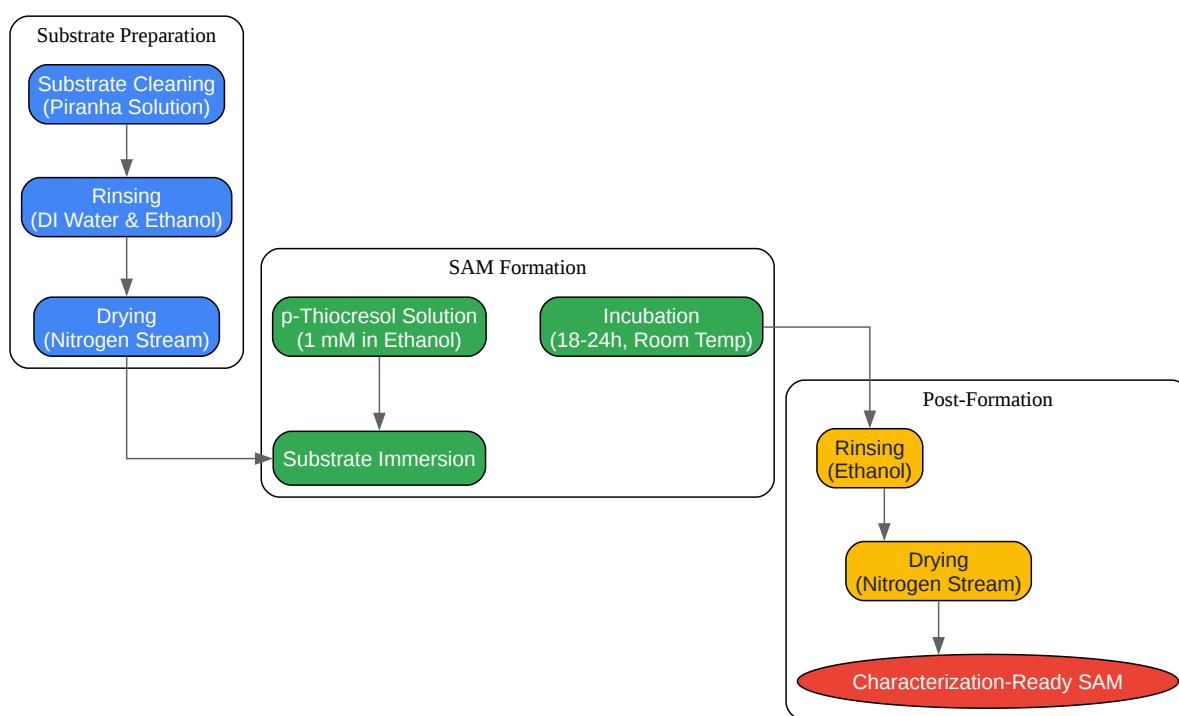 Substrate Preparation
Substrate Cleaning
(Piranha Solution)
Rinsing
(DI Water & Ethanol)
Drying
(Nitrogen Stream)
SAM Formation
p-Thiocresol Solution
(1 mM in Ethanol)
Incubation
(18-24h, Room Temp)
Substrate Immersion
Post-Formation
Rinsing
(Ethanol)
Drying
(Nitrogen Stream)
Characterization-Ready SAM